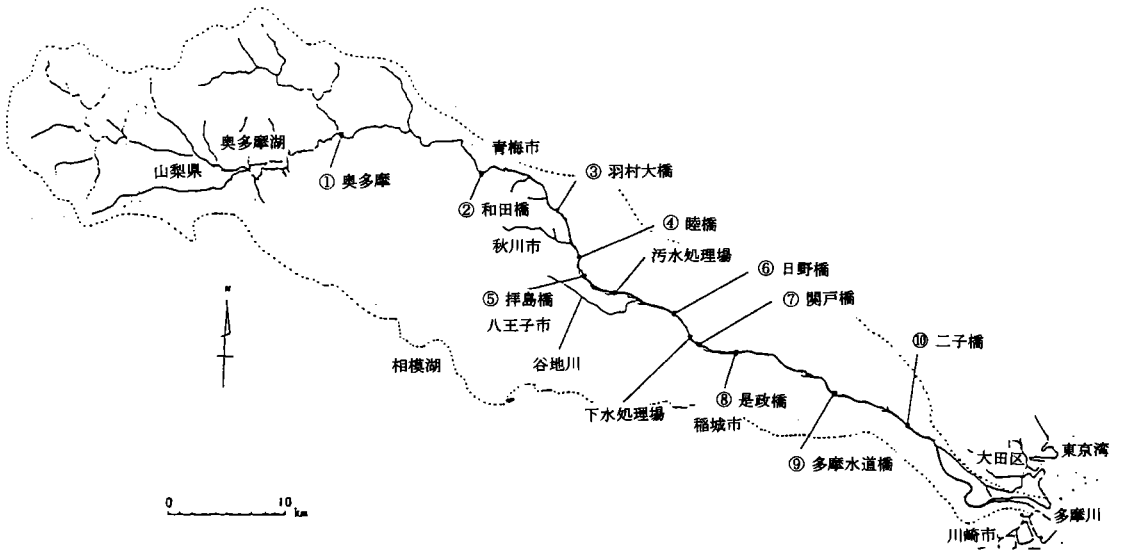 奥多摩湖
山梨県
① 奥多摩
青梅市
② 和田橋
③ 羽村大橋
秋川市
④ 睦橋
汚水処理場
⑤ 拝島橋
八王子市
谷地川
⑥ 日野橋
⑦ 関戸橋
相模湖
下水処理場
⑧ 是政橋
稲城市
⑨ 多摩水道橋
⑩ 二子橋
大田区
東京湾
多摩川
川崎市
N
0 10
km